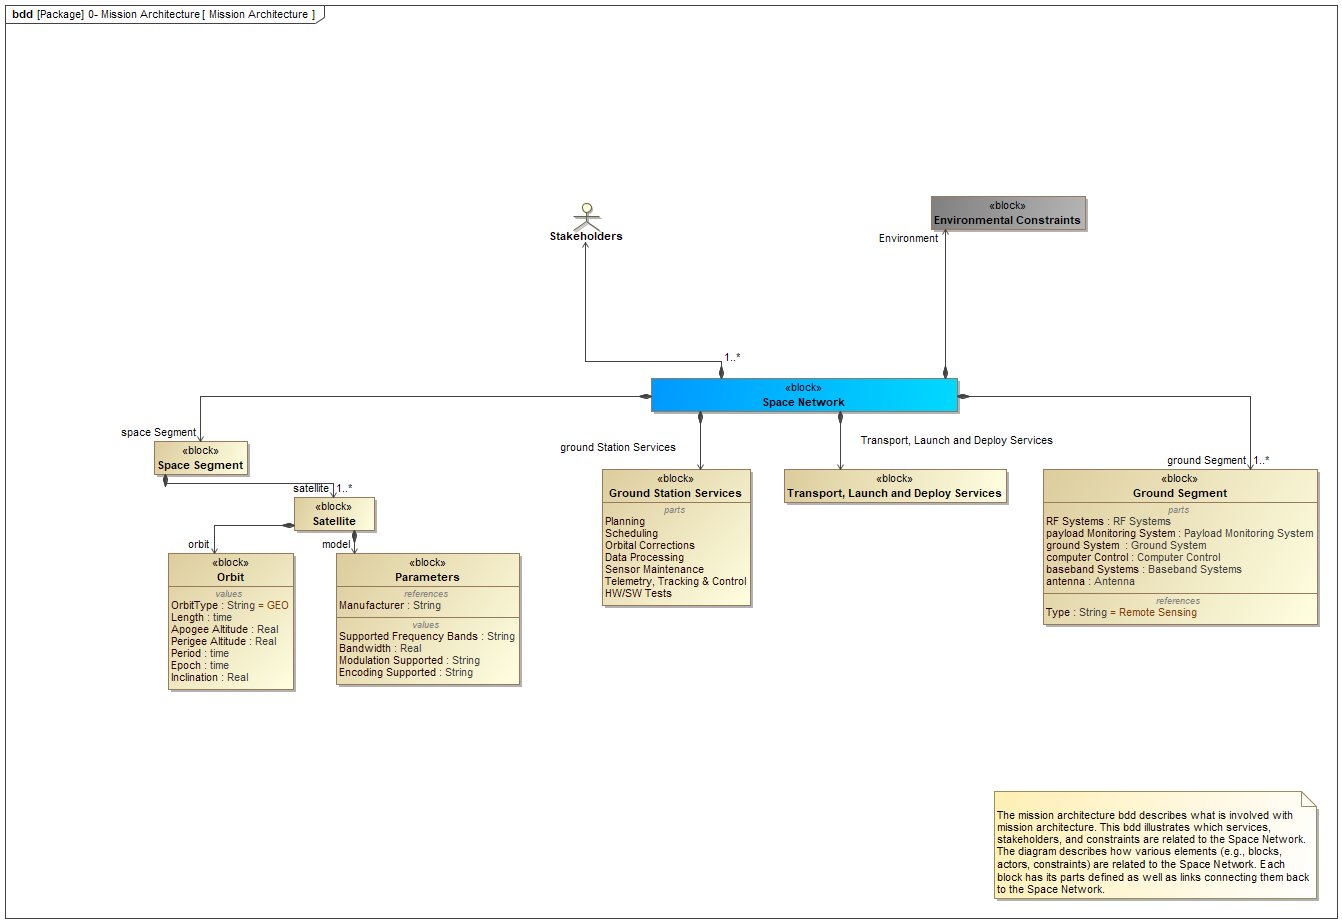 bdd [Package] 0- Mission Architecture [ Mission Architecture ]
Stakeholders
«block»
Environmental Constraints
Environment
1..*
«block»
Space Network
space Segment
«block»
Space Segment
satellite 1..*
«block»
Satellite
orbit
model
«block»
Orbit
values
OrbitType : String = GEO
Length : time
Apogee Altitude : Real
Perigee Altitude : Real
Period : time
Epoch : time
Inclination : Real
«block»
Parameters
references
Manufacturer : String
values
Supported Frequency Bands : String
Bandwidth : Real
Modulation Supported : String
Encoding Supported : String
ground Station Services
«block»
Ground Station Services
parts
Planning
Scheduling
Orbital Corrections
Data Processing
Sensor Maintenance
Telemetry, Tracking & Control
HW/SW Tests
Transport, Launch and Deploy Services
«block»
Transport, Launch and Deploy Services
ground Segment 1..*
«block»
Ground Segment
parts
RF Systems : RF Systems
payload Monitoring System : Payload Monitoring System
ground System : Ground System
computer Control : Computer Control
baseband Systems : Baseband Systems
antenna : Antenna
references
Type : String = Remote Sensing
The mission architecture bdd describes what is involved with
mission architecture. This bdd illustrates which services,
stakeholders, and constraints are related to the Space Network.
The diagram describes how various elements (e.g., blocks,
actors, constraints) are related to the Space Network. Each
block has its parts defined as well as links connecting them back
to the Space Network.